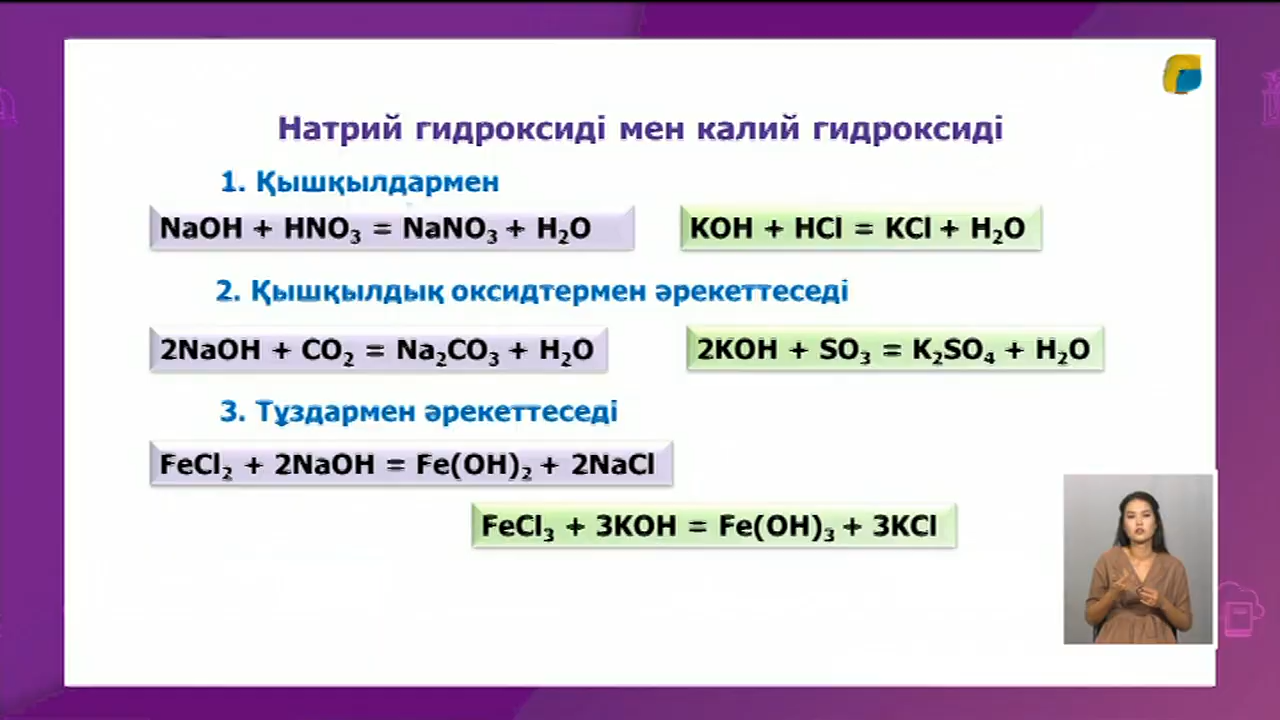 Натрий гидроксиді мен калий гидроксиді
1. Қышқылдармен
NaOH + HNO₃ = NaNO₃ + H₂O
KOH + HCl = KCl + H₂O
2. Қышқылдық оксидтермен әрекеттеседі
2NaOH + CO₂ = Na₂CO₃ + H₂O
2KOH + SO₃ = K₂SO₄ + H₂O
3. Тұздармен әрекеттеседі
FeCl₂ + 2NaOH = Fe(OH)₂ + 2NaCl
FeCl₃ + 3KOH = Fe(OH)₃ + 3KCl